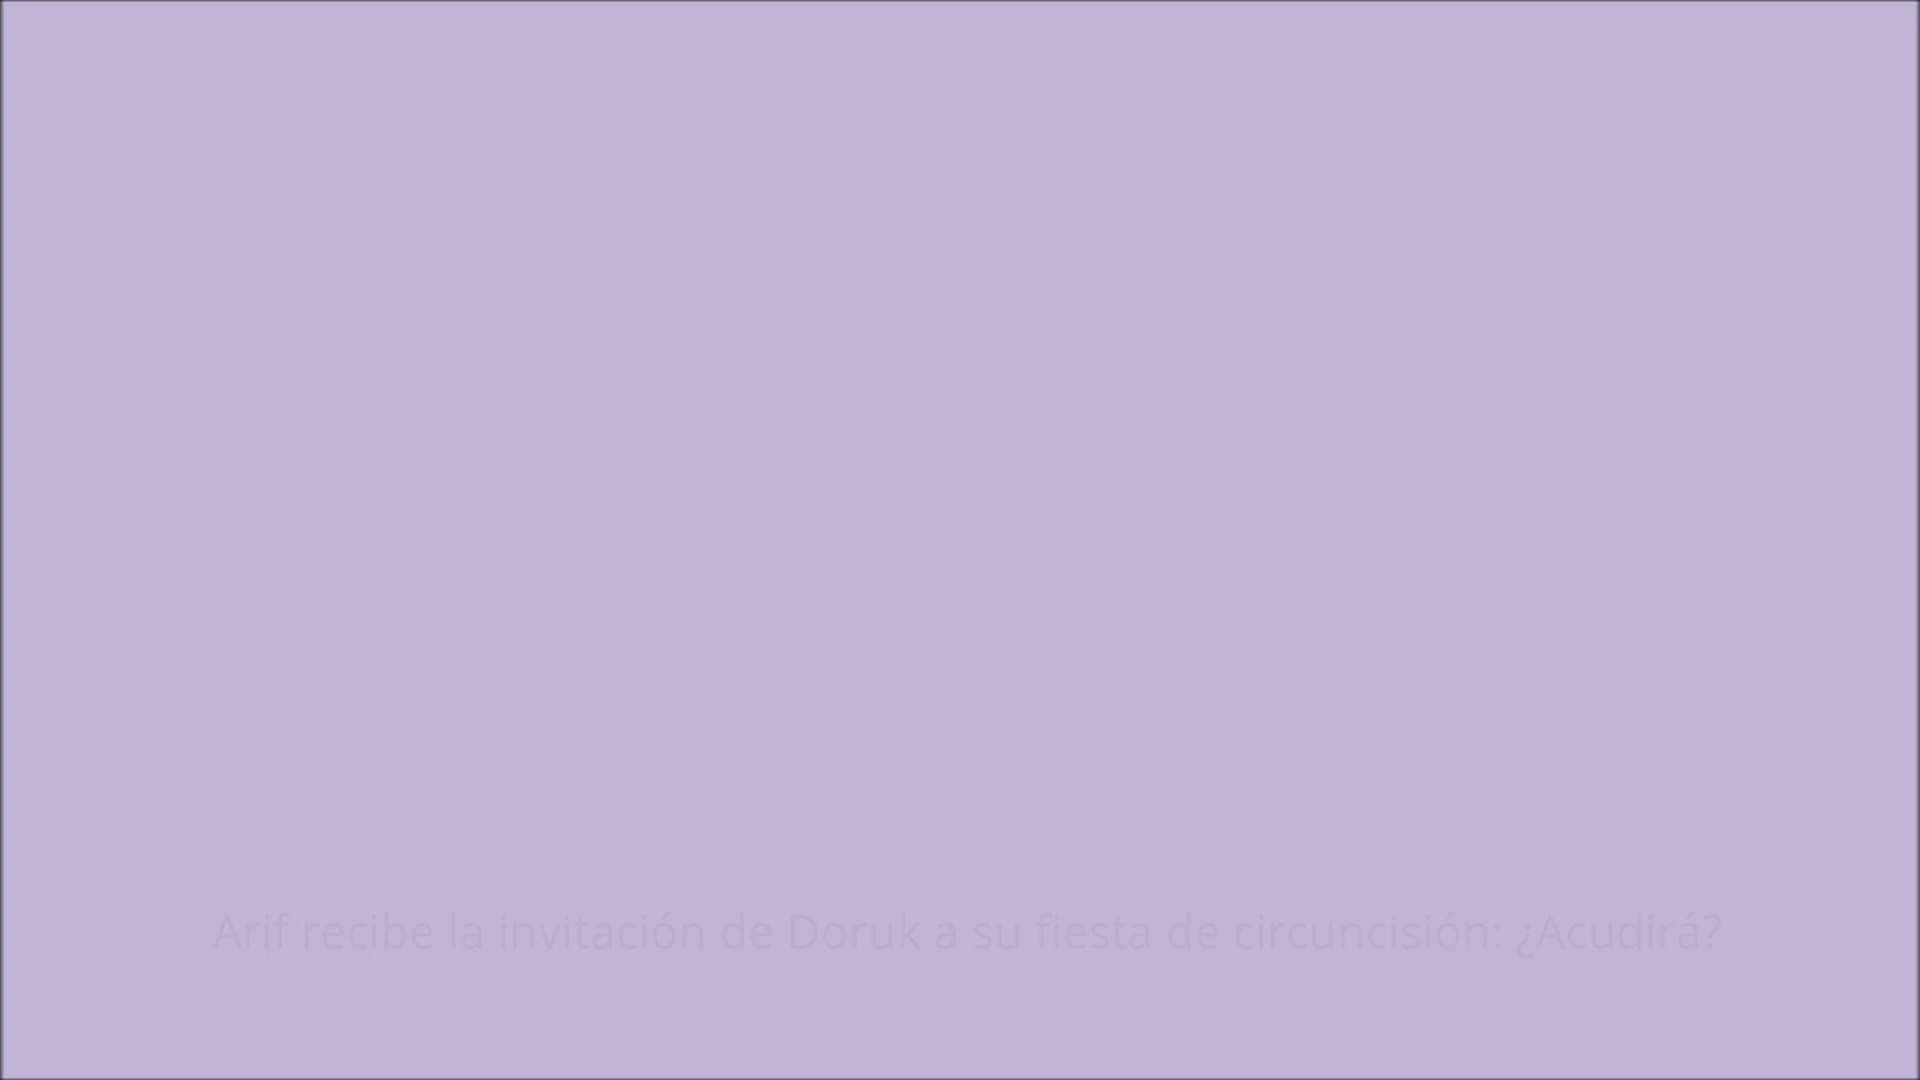 Arif recibe la invitación de Doruk a su fiesta de circuncisión: ¿Acudirá?